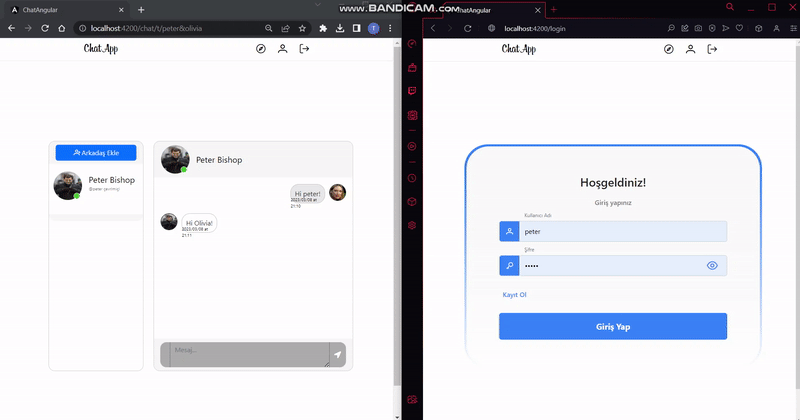 www.BANDICAM.com
ChatAngular
localhost:4200/chat/t/peter&olivia
T
Chat App
Arkadaş Ekle
Peter Bishop
Peter Bishop
Hi peter!
2023/03/08 at
21:10
Hi Olivia!
2023/03/08 at
21:11
Mesaj...
ChatAngular
localhost:4200/login
Chat App
Hoşgeldiniz!
Giriş yapınız
Kullanıcı Adı
peter
Şifre
•••••
Kayıt Ol
Giriş Yap